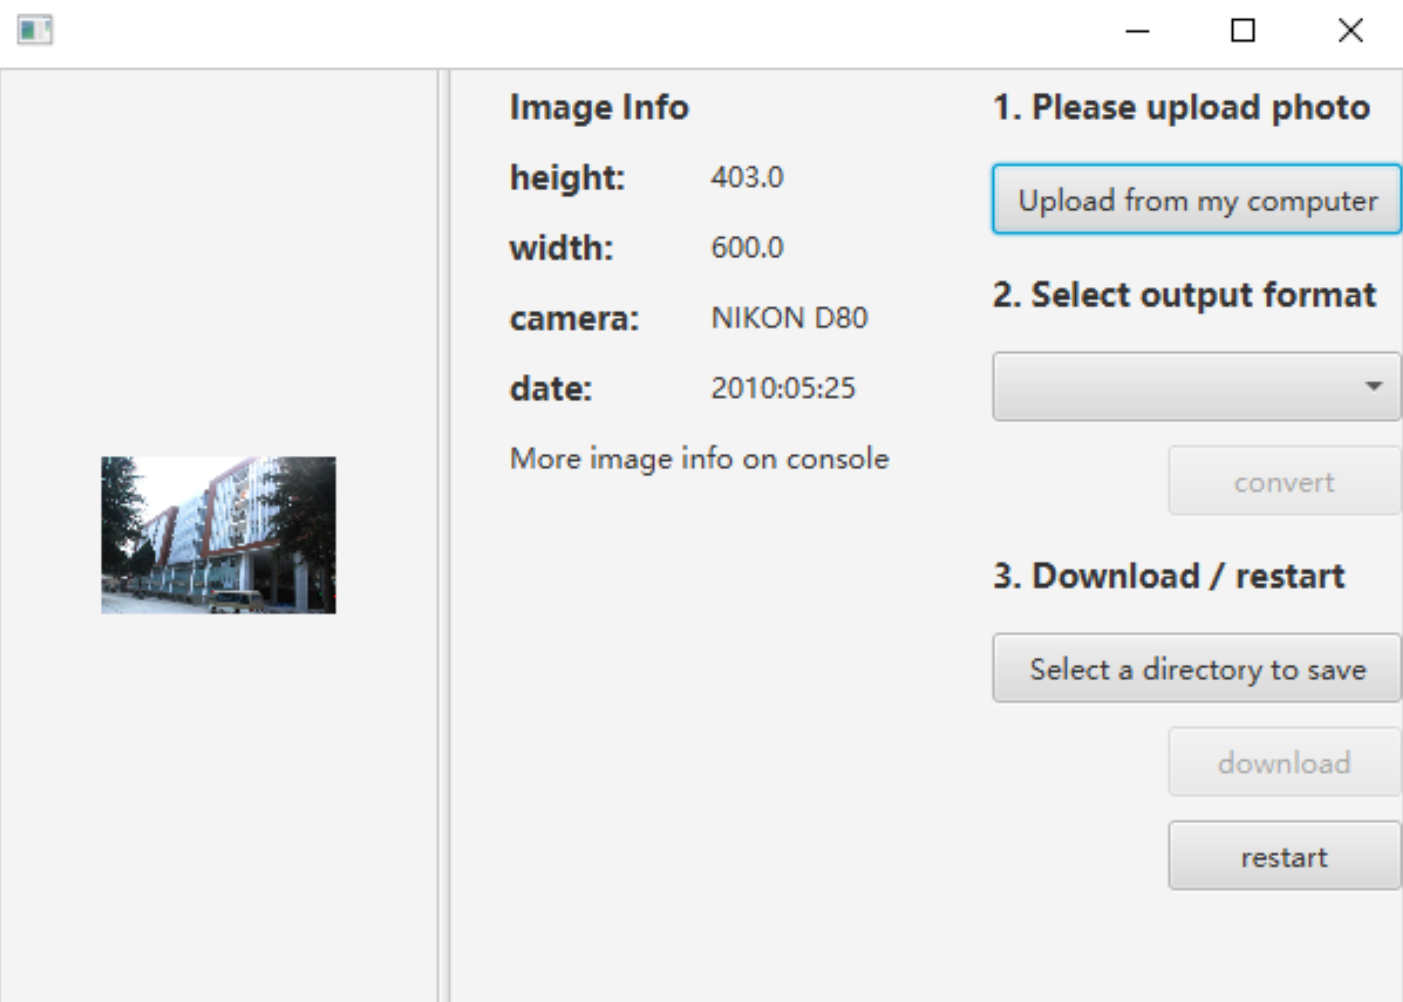 Image Info
height: 403.0
width: 600.0
camera: NIKON D80
date: 2010:05:25
More image info on console
1. Please upload photo
Upload from my computer
2. Select output format
convert
3. Download / restart
Select a directory to save
download
restart